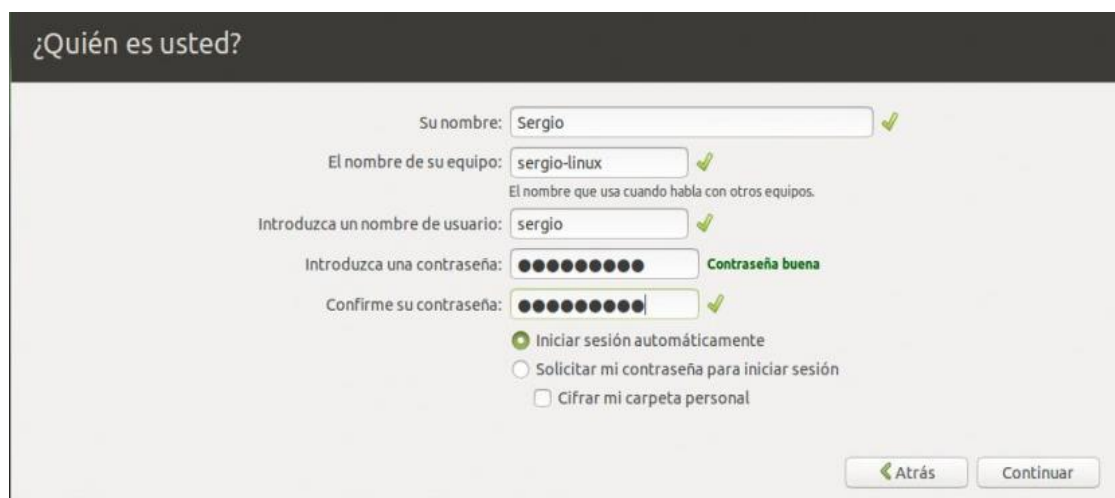 ¿Quién es usted?
Su nombre: Sergio
El nombre de su equipo: sergio-linux
El nombre que usa cuando habla con otros equipos.
Introduzca un nombre de usuario: sergio
Introduzca una contraseña: ●●●●●●●●● Contraseña buena
Confirme su contraseña: ●●●●●●●●●
Iniciar sesión automáticamente
Solicitar mi contraseña para iniciar sesión
Cifrar mi carpeta personal
Atrás Continuar